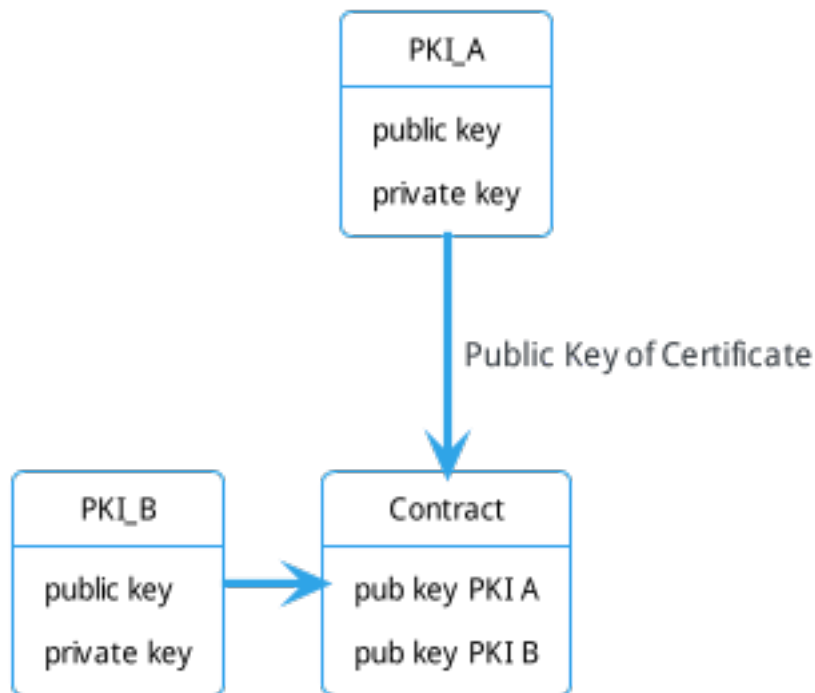 PKI_A
public key
private key
Public Key of Certificate
PKI_B
public key
private key
Contract
pub key PKI A
pub key PKI B